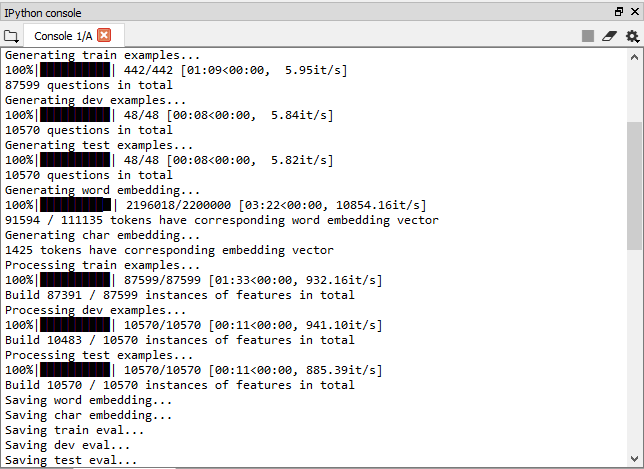 IPython console
Console 1/A
Generating train examples...
100%|██████████| 442/442 [01:09<00:00,  5.95it/s]
87599 questions in total
Generating dev examples...
100%|██████████| 48/48 [00:08<00:00,  5.84it/s]
10570 questions in total
Generating test examples...
100%|██████████| 48/48 [00:08<00:00,  5.82it/s]
10570 questions in total
Generating word embedding...
100%|█████████▉| 2196018/2200000 [03:22<00:00, 10854.16it/s]
91594 / 111135 tokens have corresponding word embedding vector
Generating char embedding...
1425 tokens have corresponding embedding vector
Processing train examples...
100%|██████████| 87599/87599 [01:33<00:00, 932.16it/s]
Build 87391 / 87599 instances of features in total
Processing dev examples...
100%|██████████| 10570/10570 [00:11<00:00, 941.10it/s]
Build 10483 / 10570 instances of features in total
Processing test examples...
100%|██████████| 10570/10570 [00:11<00:00, 885.39it/s]
Build 10570 / 10570 instances of features in total
Saving word embedding...
Saving char embedding...
Saving train eval...
Saving dev eval...
Saving test eval...